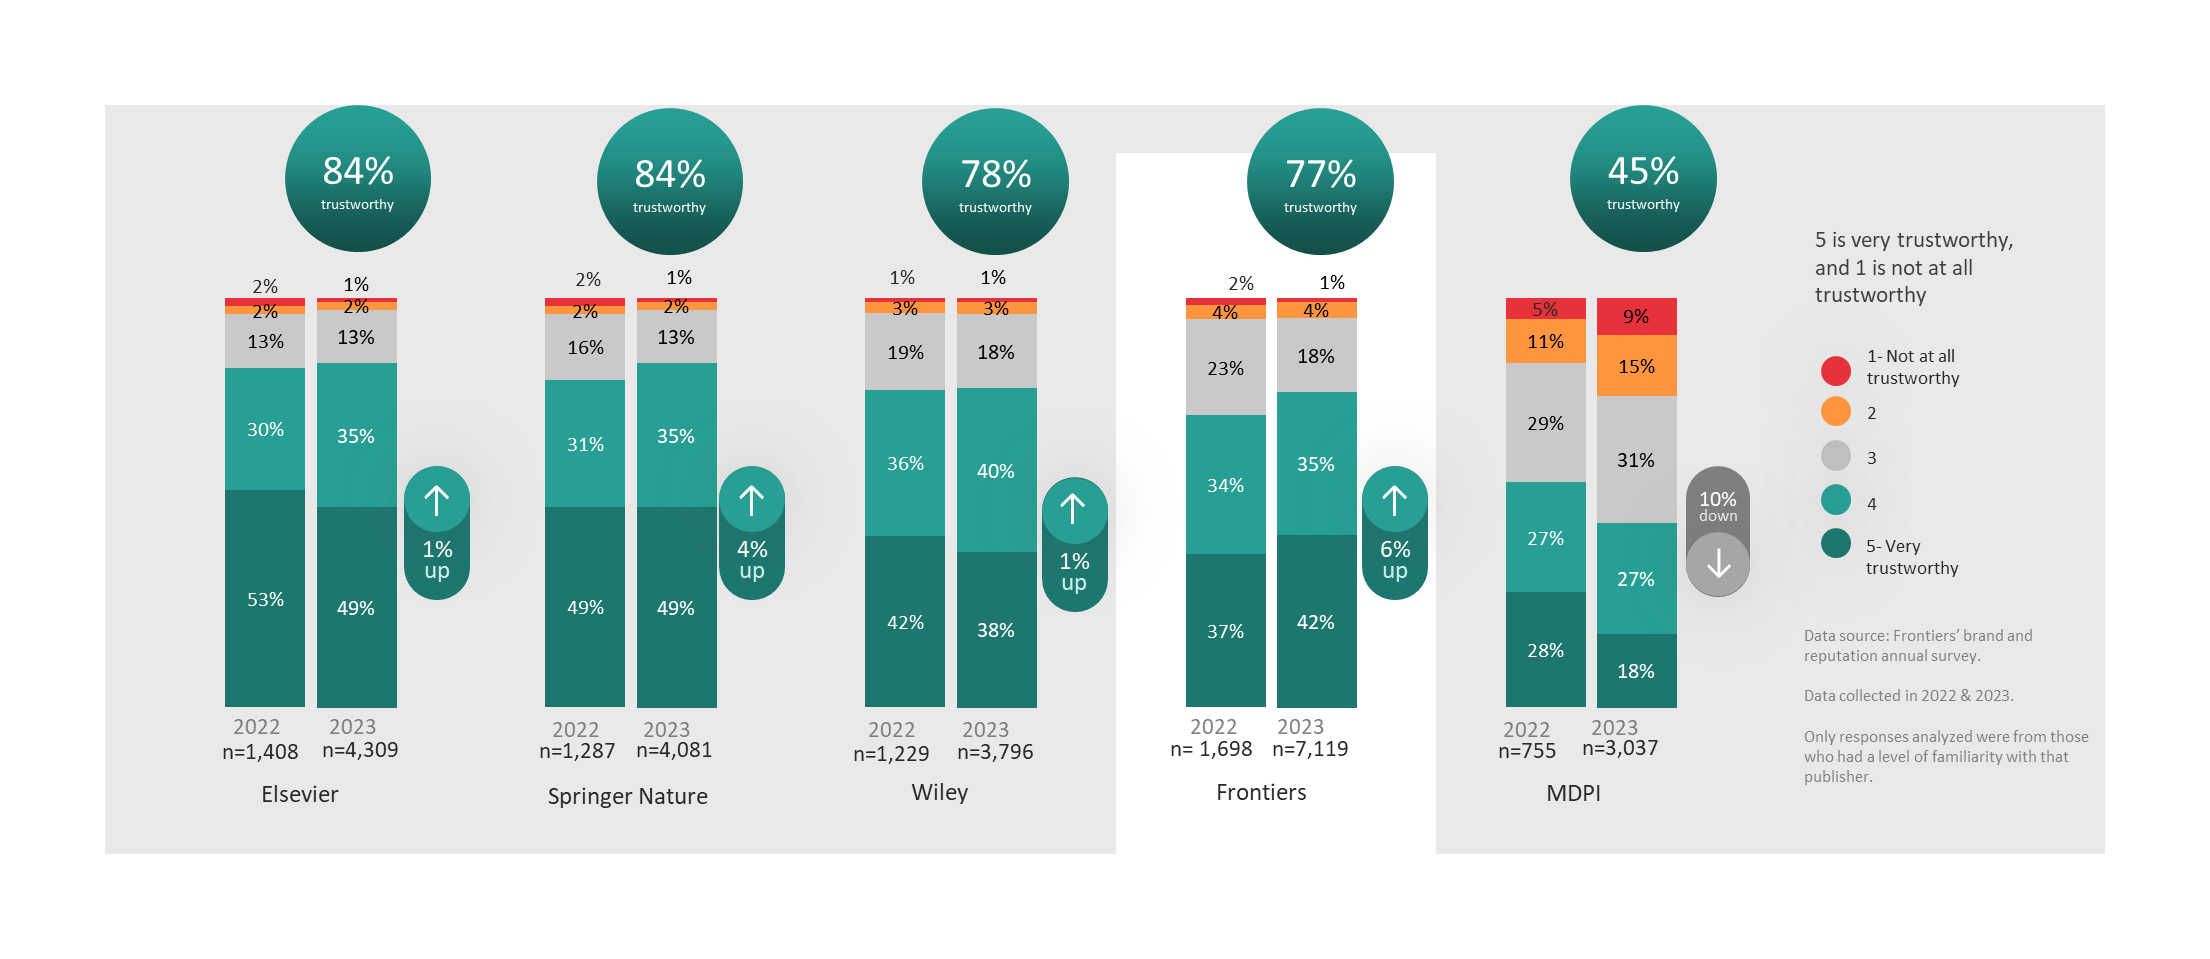 84%
trustworthy
84%
trustworthy
78%
trustworthy
77%
trustworthy
45%
trustworthy
2%
2%
13%
30%
53%
2022
n=1,408
1%
2%
13%
35%
49%
2023
n=4,309
1%
up
Elsevier
2%
2%
16%
31%
49%
2022
n=1,287
1%
2%
13%
35%
49%
2023
n=4,081
4%
up
Springer Nature
1%
3%
19%
36%
42%
2022
n=1,229
1%
3%
18%
40%
38%
2023
n=3,796
1%
up
Wiley
2%
4%
23%
34%
37%
2022
n= 1,698
1%
4%
18%
35%
42%
2023
n=7,119
6%
up
Frontiers
5%
11%
29%
27%
28%
2022
n=755
9%
15%
31%
27%
18%
2023
n=3,037
10%
down
MDPI
5 is very trustworthy,
and 1 is not at all
trustworthy
1- Not at all
trustworthy
2
3
4
5- Very
trustworthy
Data source: Frontiers’ brand and
reputation annual survey.
Data collected in 2022 & 2023.
Only responses analyzed were from those
who had a level of familiarity with that
publisher.